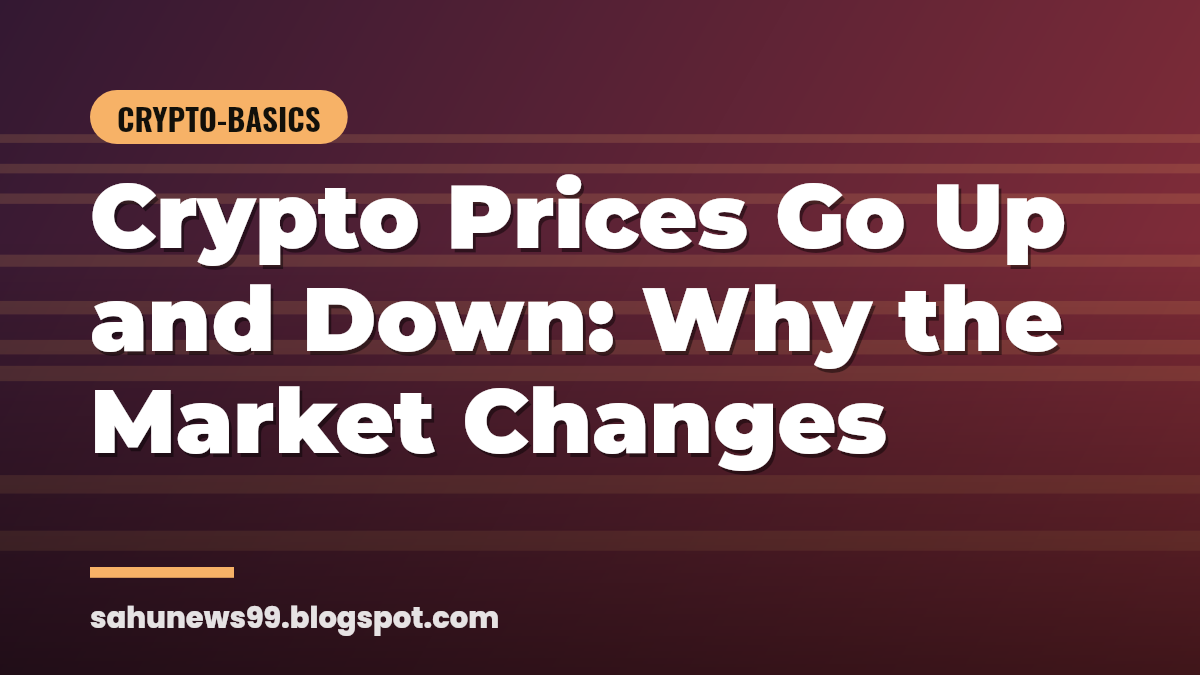 CRYPTO-BASICS
Crypto Prices Go Up
and Down: Why the
Market Changes
sahunews99.blogspot.com